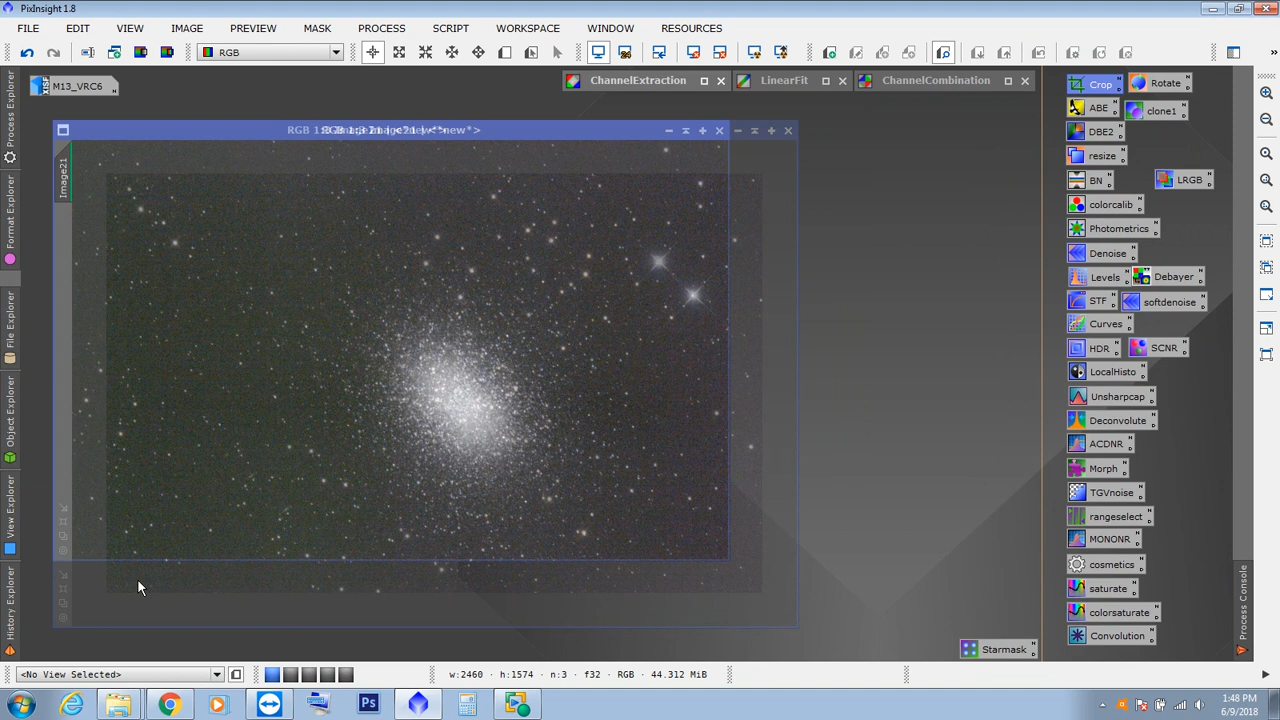 PixInsight 1.8
FILE EDIT VIEW IMAGE PREVIEW PROCESS MASK SCRIPT WORKSPACE WINDOW RESOURCES
RGB
M13_VRC6
ChannelExtraction
LinearFit
ChannelCombination
Image21
Process Explorer
Format Explorer
File Explorer
Object Explorer
View Explorer
History Explorer
Process Console
Crop
Rotate
ABE
clone1
DBE2
resize
BN
LRGB
colorcalib
Photometrics
Denoise
Levels
Debayer
STF
softdenoise
Curves
HDR
SCNR
LocalHisto
Unsharpcap
Deconvolute
ACDNR
Morph
TGVnoise
rangeselect
MONONR
cosmetics
saturate
colorsaturate
Convolution
Starmask
<No View Selected>
w:2460 · h:1574 · n:3 · f32 · RGB · 44.312 MiB
Ps
1:48 PM
6/9/2018